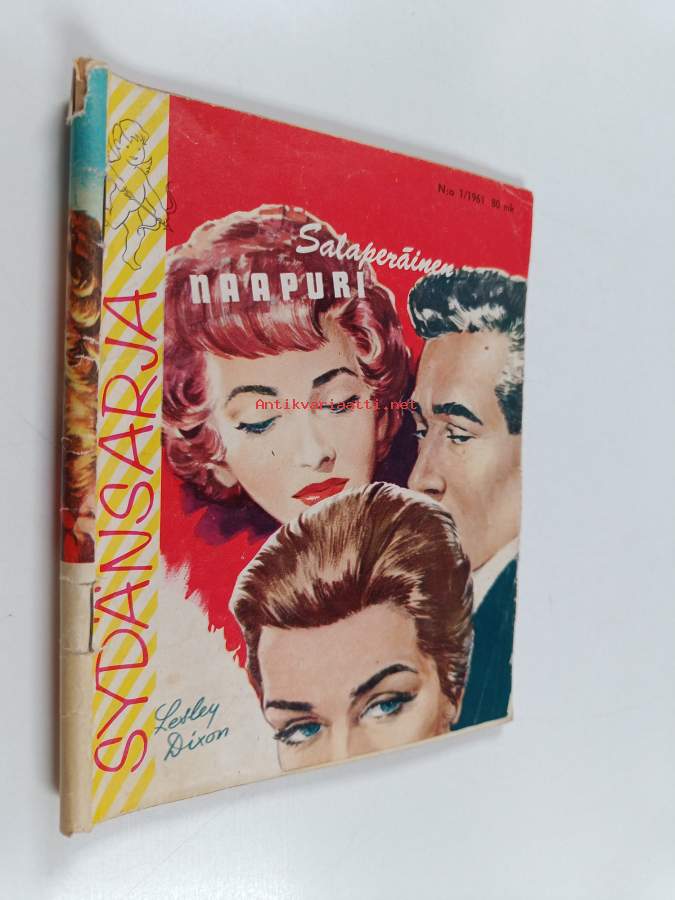 N:o 1/1961 80 mk
Salaperäinen
NAAPURI
Antikvariaatti.net
SYDÄNSARJA
Lesley
Dixon